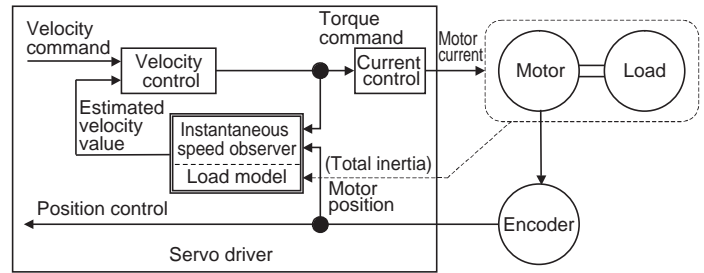 Velocity
command
Velocity
control
Torque
command
Current
control
Motor
current
Motor
Load
Estimated
velocity
value
Instantaneous
speed observer
Load model
(Total inertia)
Motor
position
Position control
Encoder
Servo driver